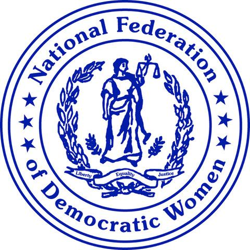 National Federation
of Democratic Women
Liberty Equality Justice